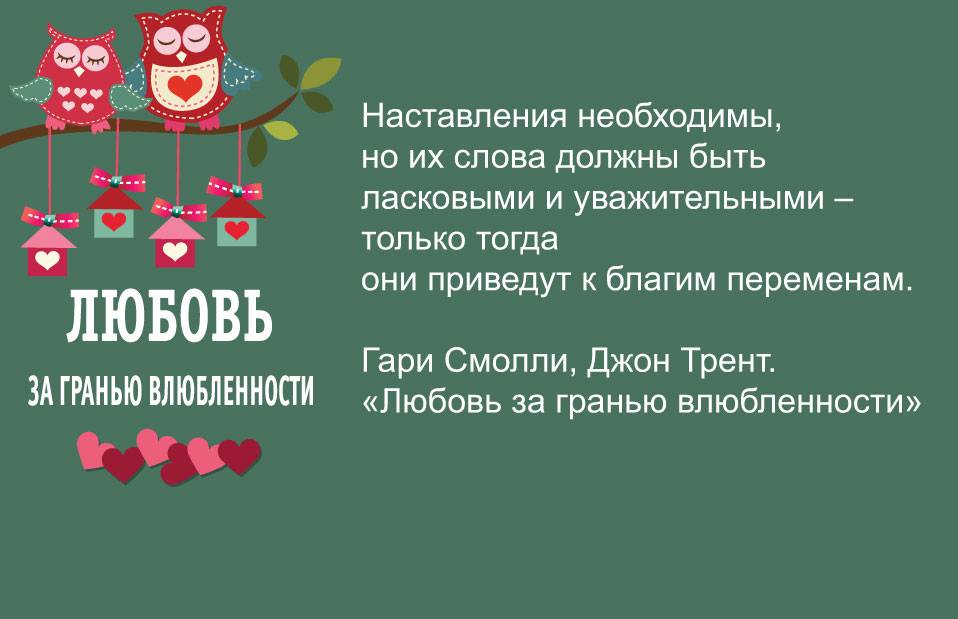 ЛЮБОВЬ
ЗА ГРАНЬЮ ВЛЮБЛЕННОСТИ
Наставления необходимы,
но их слова должны быть
ласковыми и уважительными –
только тогда
они приведут к благим переменам.
Гари Смолли, Джон Трент.
«Любовь за гранью влюбленности»